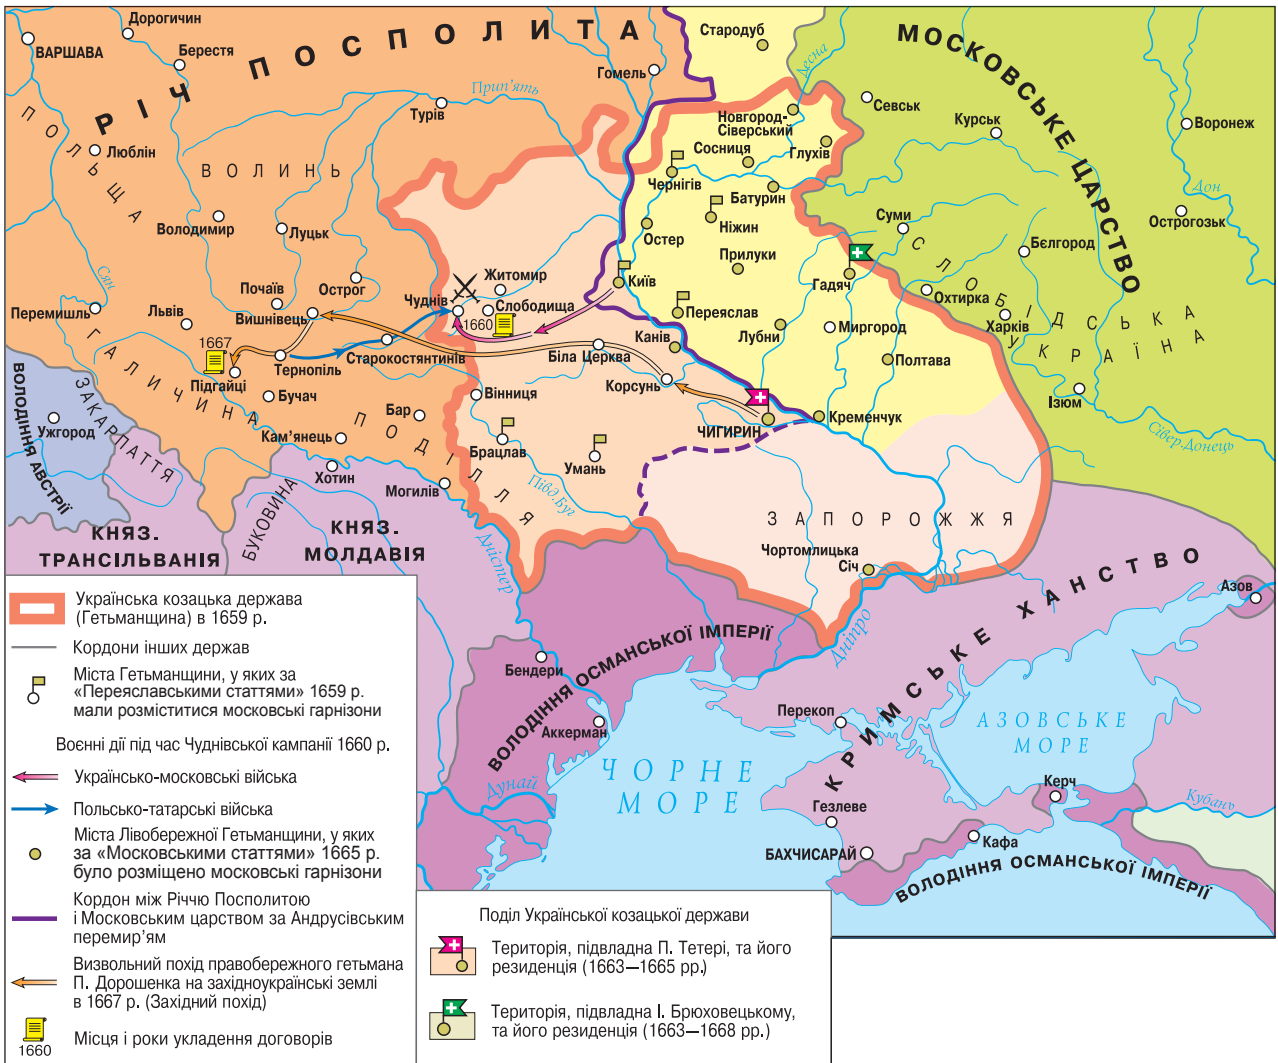 РІЧ ПОСПОЛИТА
МОСКОВСЬКЕ ЦАРСТВО
ПОЛЬЩА
ВОЛИНЬ
ГАЛИЧИНА
ПОДІЛЛЯ
ЗАКАРПАТТЯ
БУКОВИНА
СЛОБІДСЬКА
УКРАЇНА
ЗАПОРОЖЖЯ
ВОЛОДІННЯ АВСТРІЇ
КНЯЗ.
ТРАНСІЛЬВАНІЯ
КНЯЗ.
МОЛДАВІЯ
ВОЛОДІННЯ ОСМАНСЬКОЇ ІМПЕРІЇ
КРИМСЬКЕ ХАНСТВО
ВОЛОДІННЯ ОСМАНСЬКОЇ ІМПЕРІЇ
ЧОРНЕ
МОРЕ
АЗОВСЬКЕ
МОРЕ
Дорогичин
ВАРШАВА
Берестя
Гомель
Стародуб
Десна
Прип'ять
Турів
Новгород-
Сіверський
Севськ
Курськ
Воронеж
Люблін
Сосниця
Глухів
Чернігів
Батурин
Дон
Острогозьк
Володимир
Луцьк
Остер
Ніжин
Суми
Бєлгород
Сян
Прилуки
Острог
Житомир
Київ
Гадяч
Охтирка
Почаїв
Чуднів
Слободища
1660
Перемишль
Львів
Вишнівець
Переяслав
Миргород
Харків
Лубни
1667
Старокостянтинів
Біла Церква
Канів
Полтава
Підгайці
Тернопіль
Корсунь
Бучач
Вінниця
Ізюм
Ужгород
Бар
ЧИГИРИН
Кременчук
Кам'янець
Брацлав
Умань
Сівер-Донець
Хотин
Могилів
Півд. Буг
Чортомлицька
Січ
Дністер
Дніпро
Азов
Бендери
Аккерман
Перекоп
Дунай
Керч
Кубань
Гезлеве
Кафа
БАХЧИСАРАЙ
Українська козацька держава
(Гетьманщина) в 1659 р.
Кордони інших держав
Міста Гетьманщини, у яких за
«Переяславськими статтями» 1659 р.
мали розміститися московські гарнізони
Воєнні дії під час Чуднівської кампанії 1660 р.
Українсько-московські війська
Польсько-татарські війська
Міста Лівобережної Гетьманщини, у яких
за «Московськими статтями» 1665 р.
було розміщено московські гарнізони
Кордон між Річчю Посполитою
і Московським царством за Андрусівським
перемир'ям
Визвольний похід правобережного гетьмана
П. Дорошенка на західноукраїнські землі
в 1667 р. (Західний похід)
Місця і роки укладення договорів
1660
Поділ Української козацької держави
Територія, підвладна П. Тетері, та його
резиденція (1663—1665 рр.)
Територія, підвладна І. Брюховецькому,
та його резиденція (1663—1668 рр.)